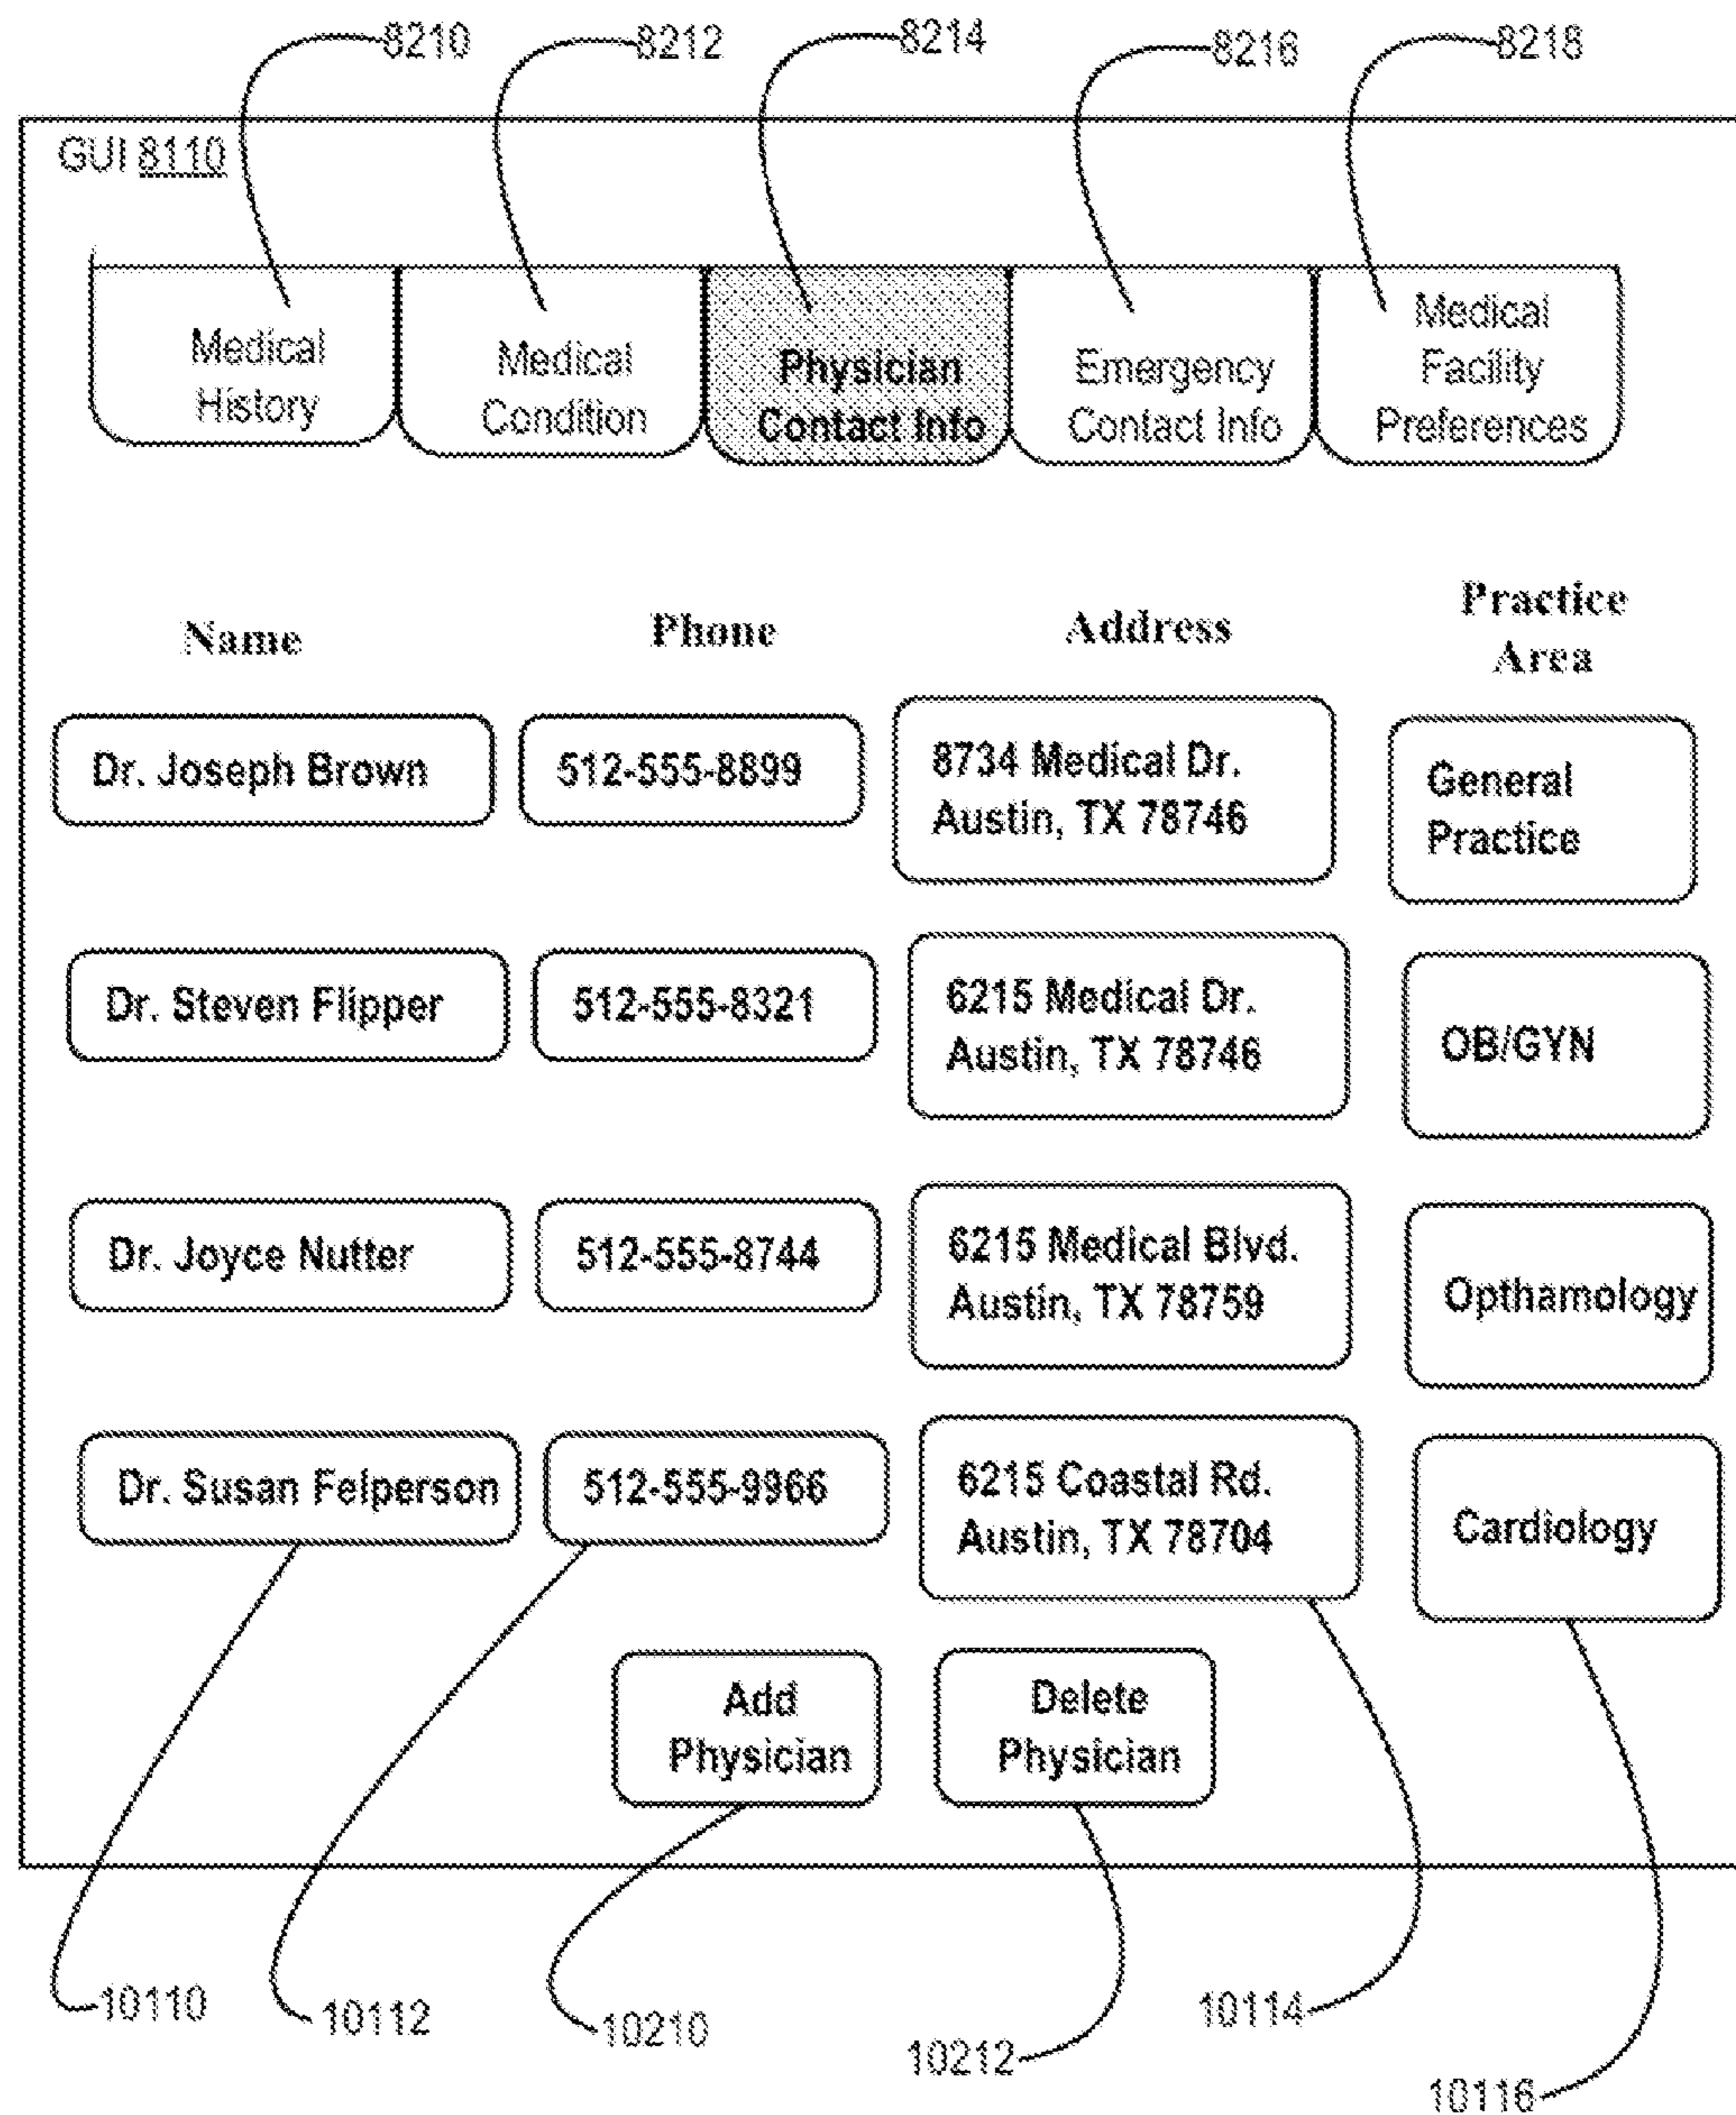 8210
8212
8214
8216
8218
GUI 8110
Medical
History
Medical
Condition
Physician
Contact Info
Emergency
Contact Info
Medical
Facility
Preferences
Name
Phone
Address
Practice
Area
Dr. Joseph Brown
512-555-8899
8734 Medical Dr.
Austin, TX 78746
General
Practice
Dr. Steven Flipper
512-555-8321
6215 Medical Dr.
Austin, TX 78746
OB/GYN
Dr. Joyce Nutter
512-555-8744
6215 Medical Blvd.
Austin, TX 78759
Opthamology
Dr. Susan Felperson
512-555-9966
6215 Coastal Rd.
Austin, TX 78704
Cardiology
Add
Physician
Delete
Physician
10110
10112
10210
10212
10114
10116